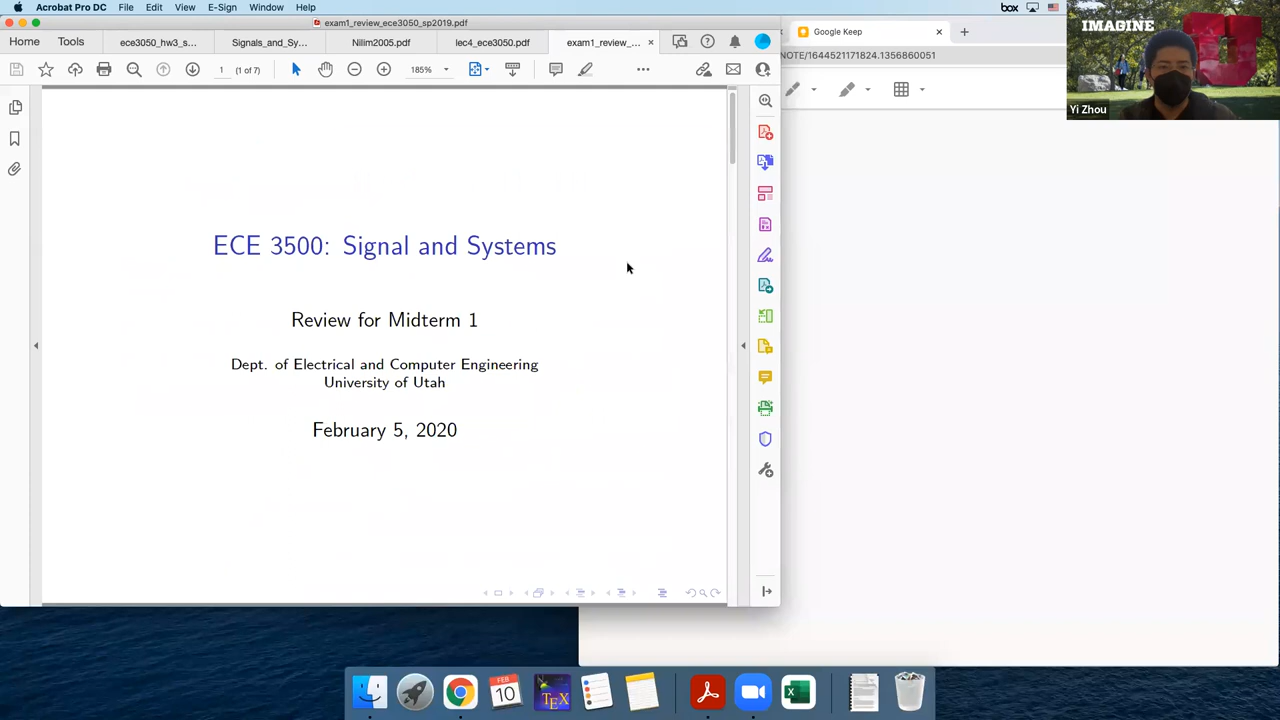 Acrobat Pro DC File Edit View E-Sign Window Help
box
exam1_review_ece3050_sp2019.pdf
Home Tools ece3050_hw3_s... Signals_and_Sy... Nilim2005.pdf lec4_ece3050.pdf exam1_review_... ×
Google Keep ×
NOTE/1644521171824.1356860051
1 (1 of 7) 185%
IMAGINE
U
Yi Zhou
ECE 3500: Signal and Systems
Review for Midterm 1
Dept. of Electrical and Computer Engineering
University of Utah
February 5, 2020
FEB
10
TEX